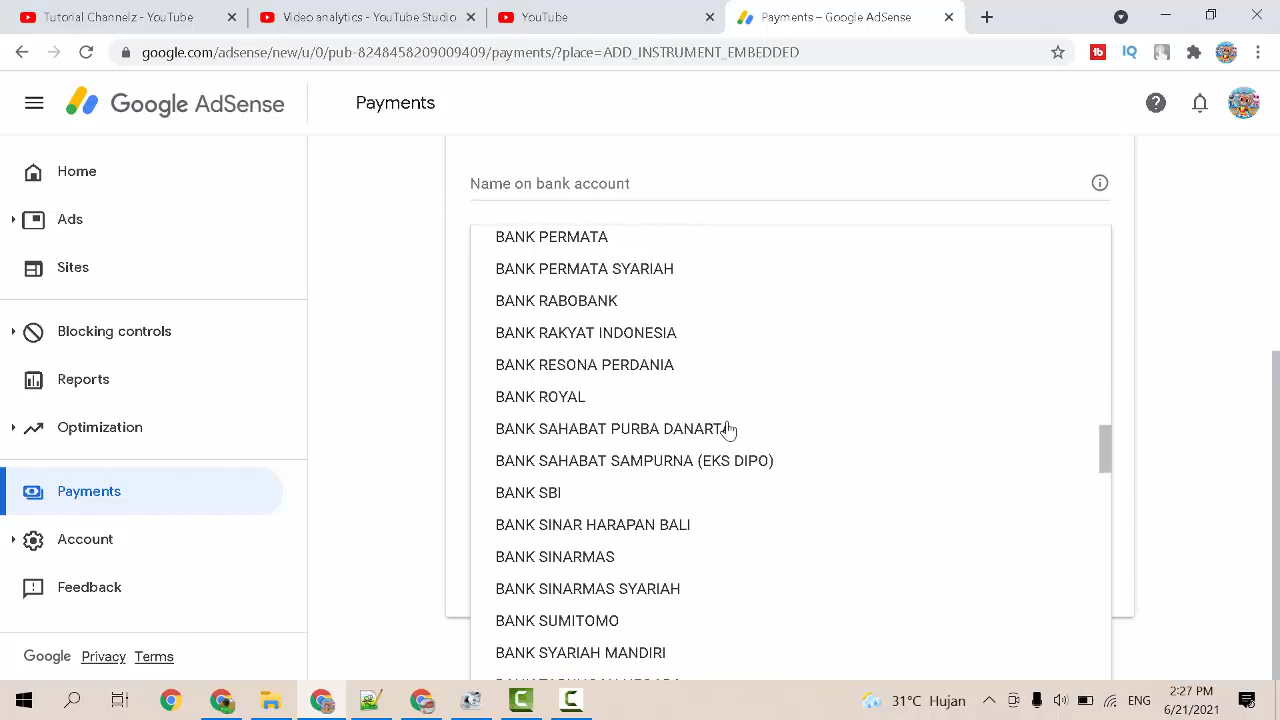 Tutorial Channelz - YouTube
Video analytics - YouTube Studio
YouTube
Payments – Google AdSense
google.com/adsense/new/u/0/pub-8248458209009409/payments/?place=ADD_INSTRUMENT_EMBEDDED
tb
IQ
Google AdSense
Payments
Home
Ads
Sites
Blocking controls
Reports
Optimization
Payments
Account
Feedback
Google Privacy Terms
Name on bank account
BANK PERMATA
BANK PERMATA SYARIAH
BANK RABOBANK
BANK RAKYAT INDONESIA
BANK RESONA PERDANIA
BANK ROYAL
BANK SAHABAT PURBA DANARTA
BANK SAHABAT SAMPURNA (EKS DIPO)
BANK SBI
BANK SINAR HARAPAN BALI
BANK SINARMAS
BANK SINARMAS SYARIAH
BANK SUMITOMO
BANK SYARIAH MANDIRI
31°C Hujan
ENG
2:27 PM
6/21/2021